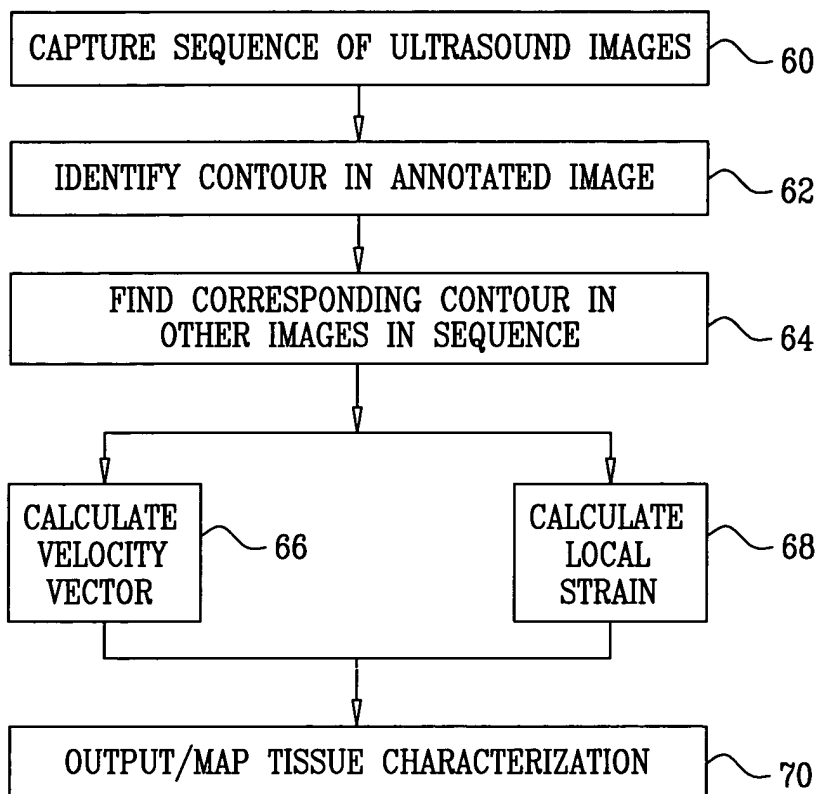 CAPTURE SEQUENCE OF ULTRASOUND IMAGES
60
IDENTIFY CONTOUR IN ANNOTATED IMAGE
62
FIND CORRESPONDING CONTOUR IN
OTHER IMAGES IN SEQUENCE
64
CALCULATE
VELOCITY
VECTOR
66
CALCULATE
LOCAL
STRAIN
68
OUTPUT/MAP TISSUE CHARACTERIZATION
70